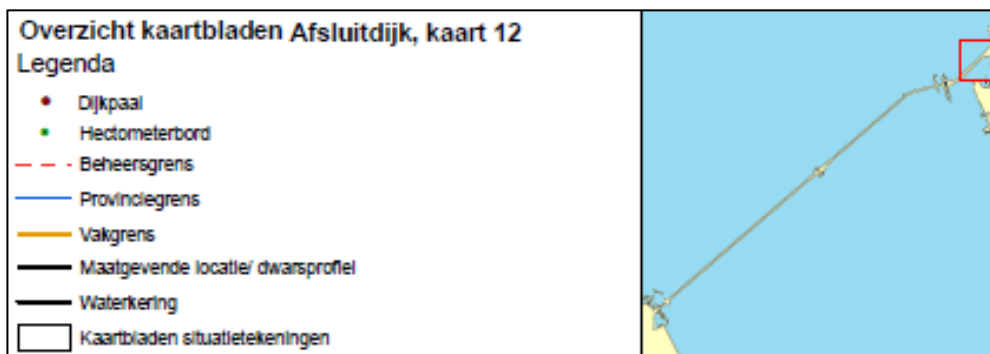 Overzicht kaartbladen Afsluitdijk, kaart 12
Legenda
Dijkpaal
Hectometerbord
Beheersgrens
Provinciegrens
Vakgrens
Maatgevende locatie/ dwarsprofiel
Waterkering
Kaartbladen situatietekeningen